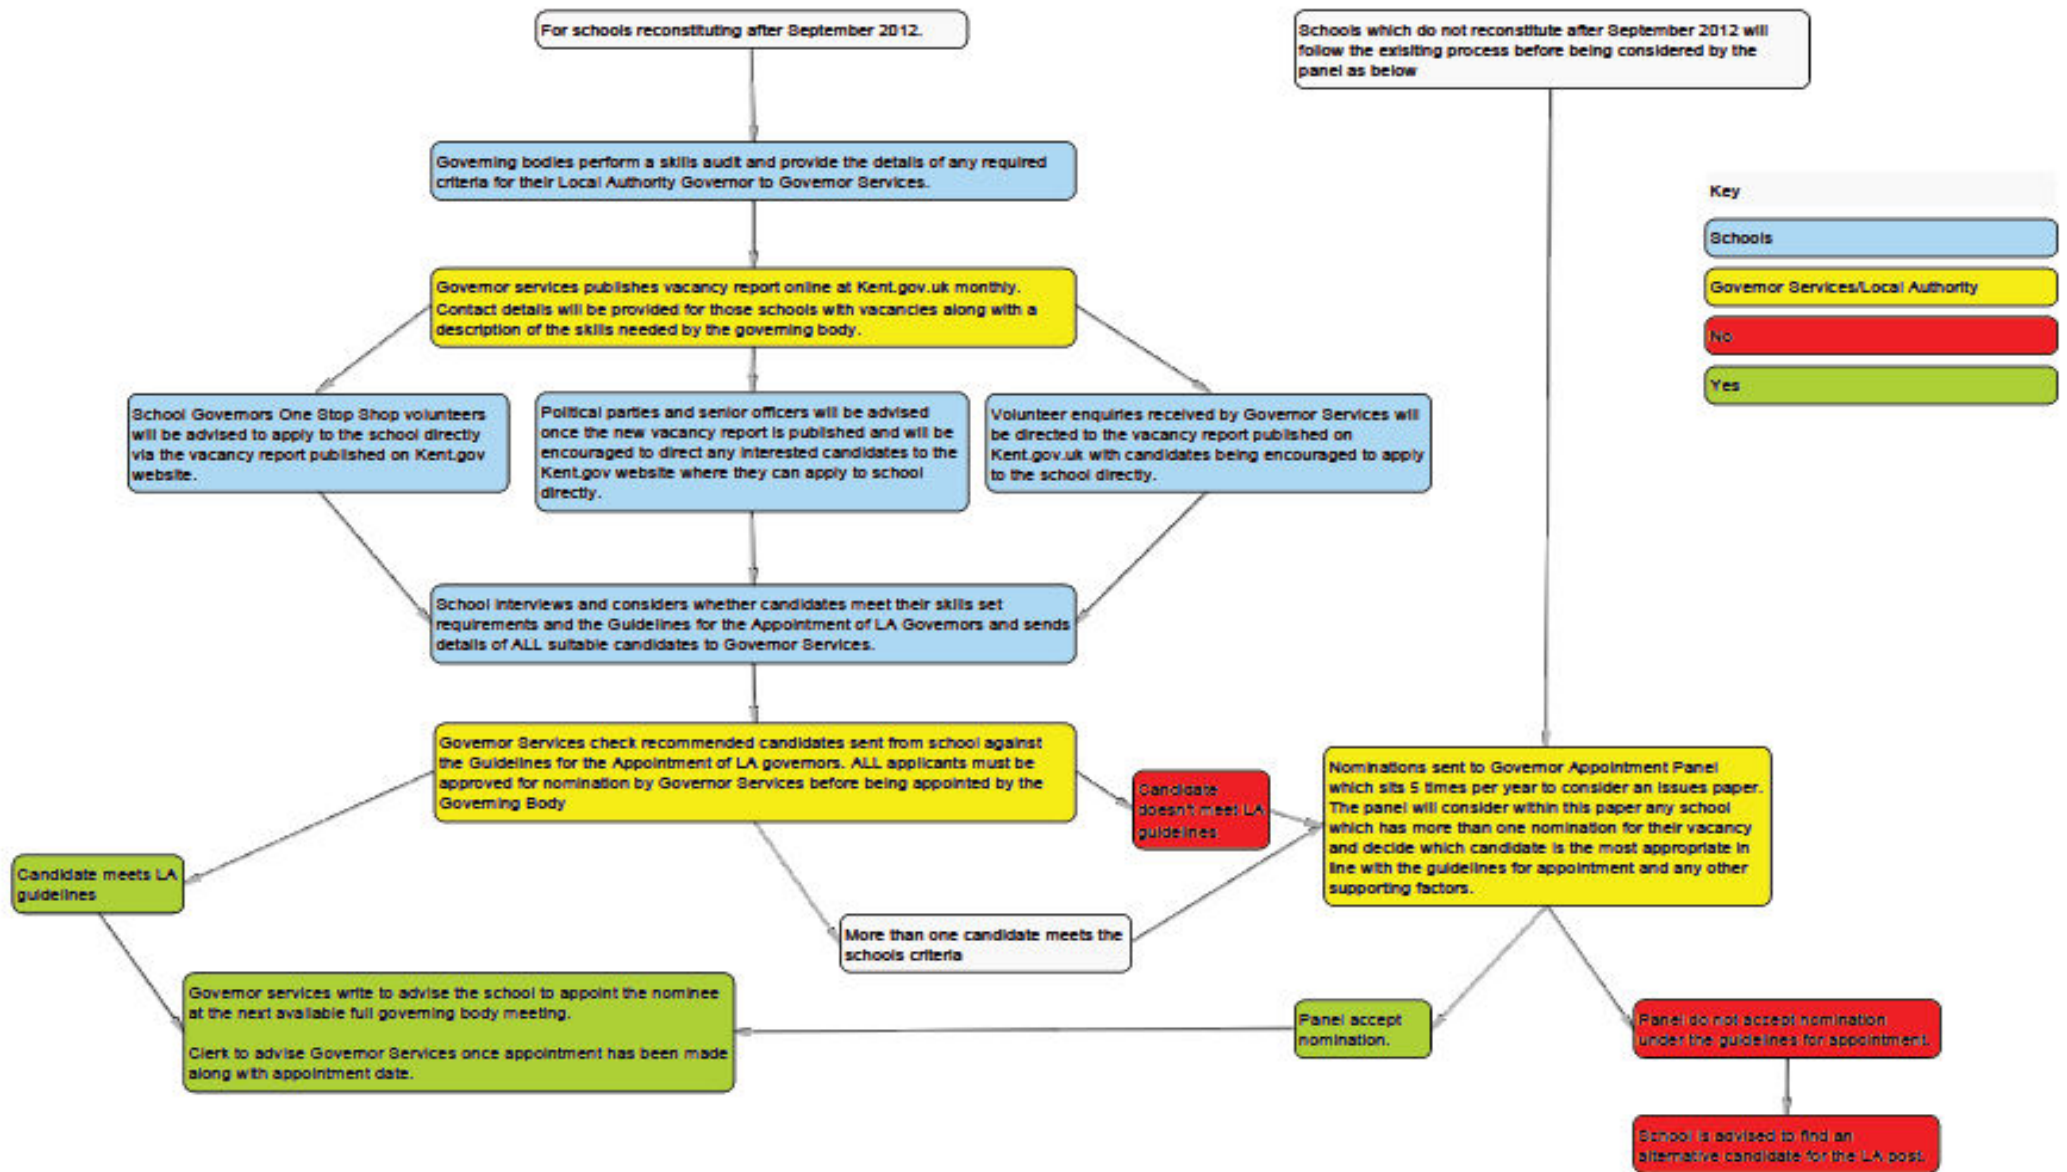 For schools reconstituting after September 2012.
Schools which do not reconstitute after September 2012 will
follow the exisiting process before being considered by the
panel as below
Governing bodies perform a skills audit and provide the details of any required
criteria for their Local Authority Governor to Governor Services.
Key
Schools
Governor Services/Local Authority
No
Yes
Governor services publishes vacancy report online at Kent.gov.uk monthly.
Contact details will be provided for those schools with vacancies along with a
description of the skills needed by the governing body.
School Governors One Stop Shop volunteers
will be advised to apply to the school directly
via the vacancy report published on Kent.gov
website.
Political parties and senior officers will be advised
once the new vacancy report is published and will be
encouraged to direct any interested candidates to the
Kent.gov website where they can apply to school
directly.
Volunteer enquiries received by Governor Services will
be directed to the vacancy report published on
Kent.gov.uk with candidates being encouraged to apply
to the school directly.
School interviews and considers whether candidates meet their skills set
requirements and the Guidelines for the Appointment of LA Governors and sends
details of ALL suitable candidates to Governor Services.
Governor Services check recommended candidates sent from school against
the Guidelines for the Appointment of LA governors. ALL applicants must be
approved for nomination by Governor Services before being appointed by the
Governing Body
Candidate
doesn't meet LA
guidelines
Nominations sent to Governor Appointment Panel
which sits 5 times per year to consider an issues paper.
The panel will consider within this paper any school
which has more than one nomination for their vacancy
and decide which candidate is the most appropriate in
line with the guidelines for appointment and any other
supporting factors.
Candidate meets LA
guidelines
More than one candidate meets the
schools criteria
Governor services write to advise the school to appoint the nominee
at the next available full governing body meeting.
Clerk to advise Governor Services once appointment has been made
along with appointment date.
Panel accept
nomination.
Panel do not accept nomination
under the guidelines for appointment.
School is advised to find an
alternative candidate for the LA post.